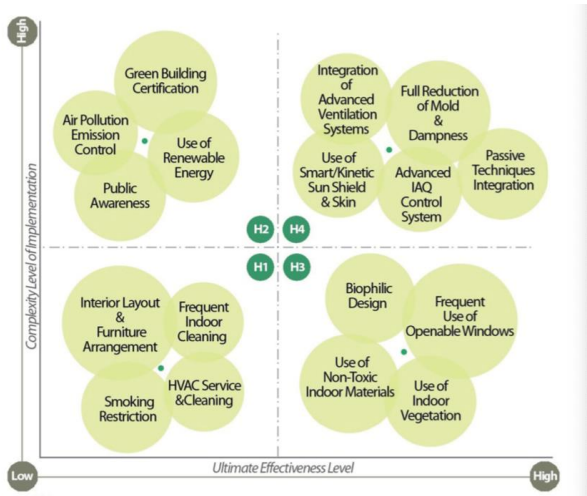 High
Complexity Level of Implementation
Green Building
Certification
Air Pollution
Emission
Control
Use of
Renewable
Energy
Public
Awareness
Integration
of
Advanced
Ventilation
Systems
Full Reduction
of Mold
&
Dampness
Use of
Smart/Kinetic
Sun Shield
& Skin
Advanced
IAQ
Control
System
Passive
Techniques
Integration
H2
H4
H1
H3
Interior Layout
&
Furniture
Arrangement
Frequent
Indoor
Cleaning
Smoking
Restriction
HVAC Service
&Cleaning
Biophilic
Design
Frequent
Use of
Openable Windows
Use of
Non-Toxic
Indoor Materials
Use of
Indoor
Vegetation
Low
Ultimate Effectiveness Level
High